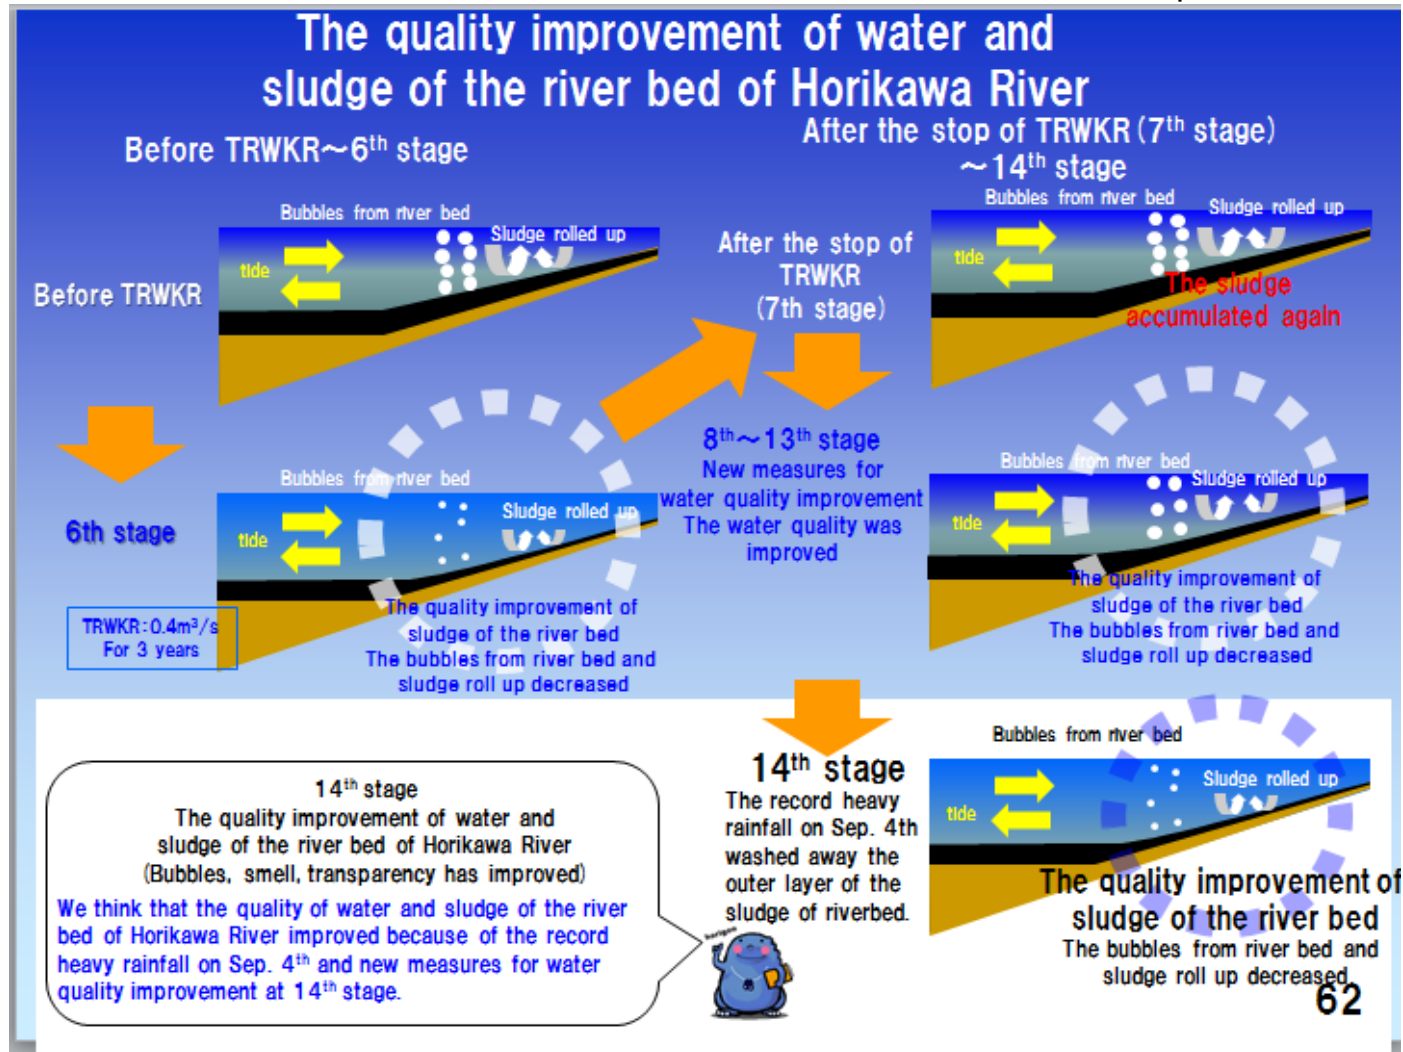 The quality improvement of water and
sludge of the river bed of Horikawa River
Before TRWKR～6th stage
After the stop of TRWKR (7th stage)
～14th stage
Before TRWKR
Bubbles from river bed
Sludge rolled up
tide
After the stop of
TRWKR
(7th stage)
Bubbles from river bed
Sludge rolled up
tide
The sludge
accumulated again
6th stage
Bubbles from river bed
Sludge rolled up
tide
TRWKR:0.4m³/s
For 3 years
The quality improvement of
sludge of the river bed
The bubbles from river bed and
sludge roll up decreased
8th～13th stage
New measures for
water quality improvement
The water quality was
improved
Bubbles from river bed
Sludge rolled up
tide
The quality improvement of
sludge of the river bed
The bubbles from river bed and
sludge roll up decreased
14th stage
The quality improvement of water and
sludge of the river bed of Horikawa River
(Bubbles, smell, transparency has improved)
We think that the quality of water and sludge of the river
bed of Horikawa River improved because of the record
heavy rainfall on Sep. 4th and new measures for water
quality improvement at 14th stage.
14th stage
The record heavy
rainfall on Sep. 4th
washed away the
outer layer of the
sludge of riverbed.
Bubbles from river bed
Sludge rolled up
tide
The quality improvement of
sludge of the river bed
The bubbles from river bed and
sludge roll up decreased
62